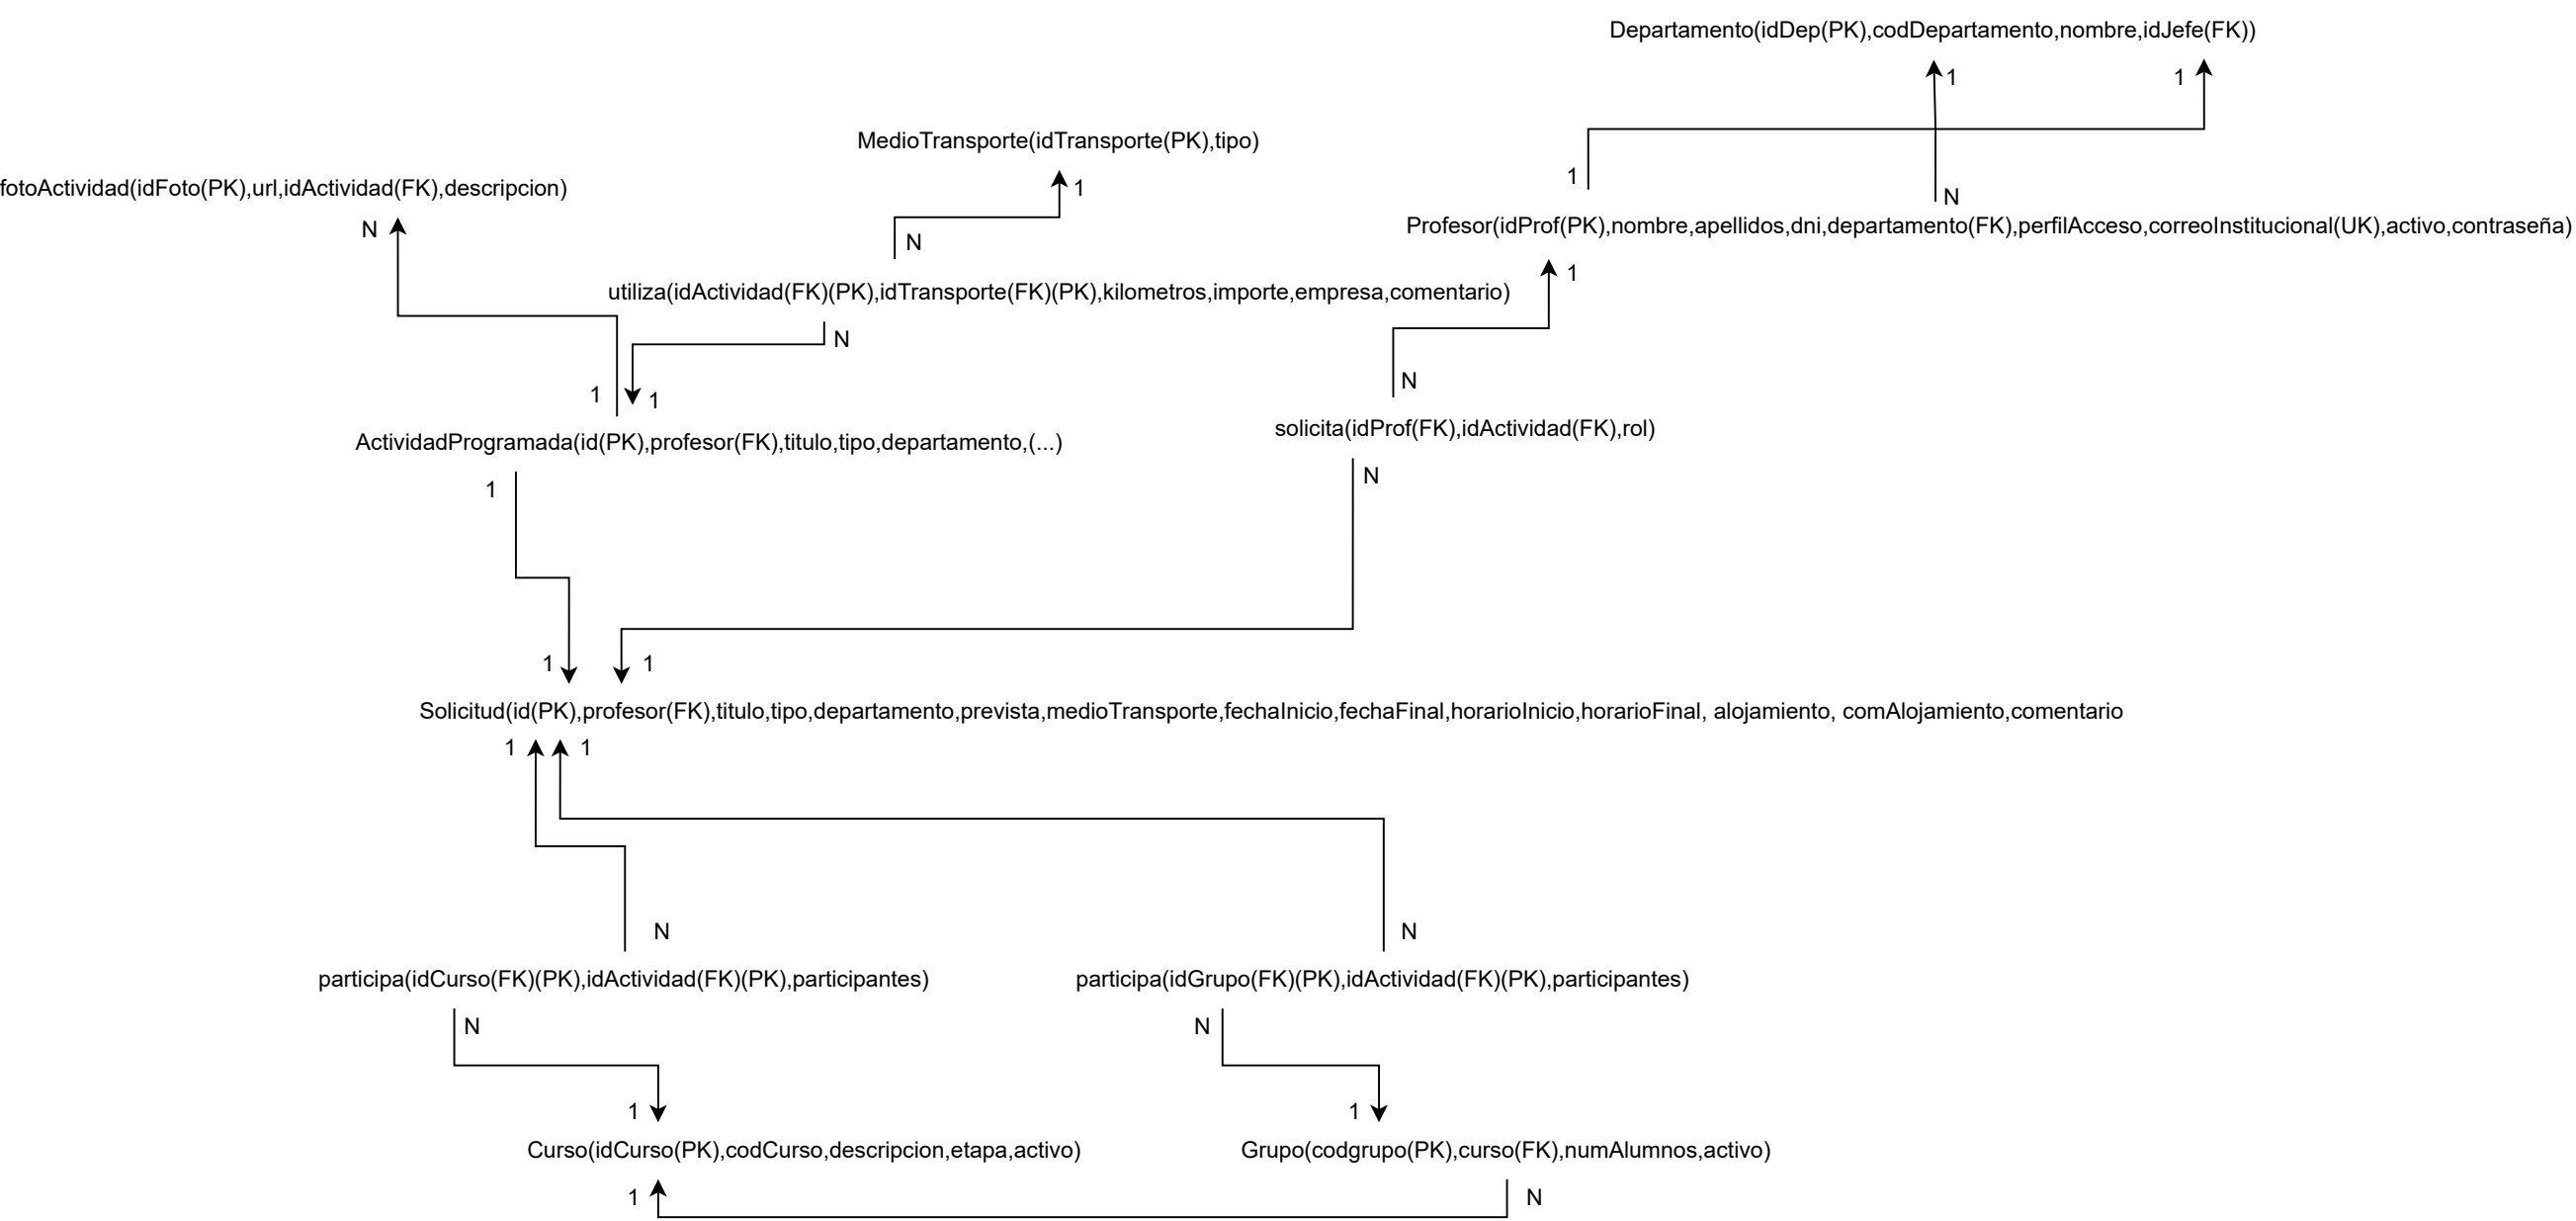 Departamento(idDep(PK),codDepartamento,nombre,idJefe(FK))
1
1
MedioTransporte(idTransporte(PK),tipo)
1
1
fotoActividad(idFoto(PK),url,idActividad(FK),descripcion)
N
N
N
Profesor(idProf(PK),nombre,apellidos,dni,departamento(FK),perfilAcceso,correoInstitucional(UK),activo,contraseña)
1
utiliza(idActividad(FK)(PK),idTransporte(FK)(PK),kilometros,importe,empresa,comentario)
N
N
1
1
solicita(idProf(FK),idActividad(FK),rol)
ActividadProgramada(id(PK),profesor(FK),titulo,tipo,departamento,(...)
N
1
1
1
Solicitud(id(PK),profesor(FK),titulo,tipo,departamento,prevista,medioTransporte,fechaInicio,fechaFinal,horarioInicio,horarioFinal, alojamiento, comAlojamiento,comentario
1
1
N
N
participa(idCurso(FK)(PK),idActividad(FK)(PK),participantes)
participa(idGrupo(FK)(PK),idActividad(FK)(PK),participantes)
N
N
1
1
Curso(idCurso(PK),codCurso,descripcion,etapa,activo)
Grupo(codgrupo(PK),curso(FK),numAlumnos,activo)
1
N